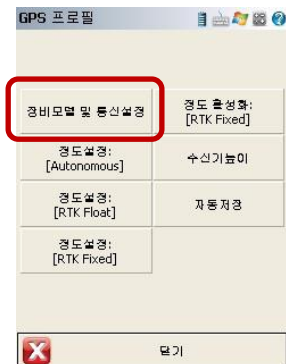 GPS 프로필
장비모델 및 통신설정
정도 활성화:
[RTK Fixed]
정도설정:
[Autonomous]
수신기높이
정도설정:
[RTK Float]
자동저장
정도설정:
[RTK Fixed]
닫기